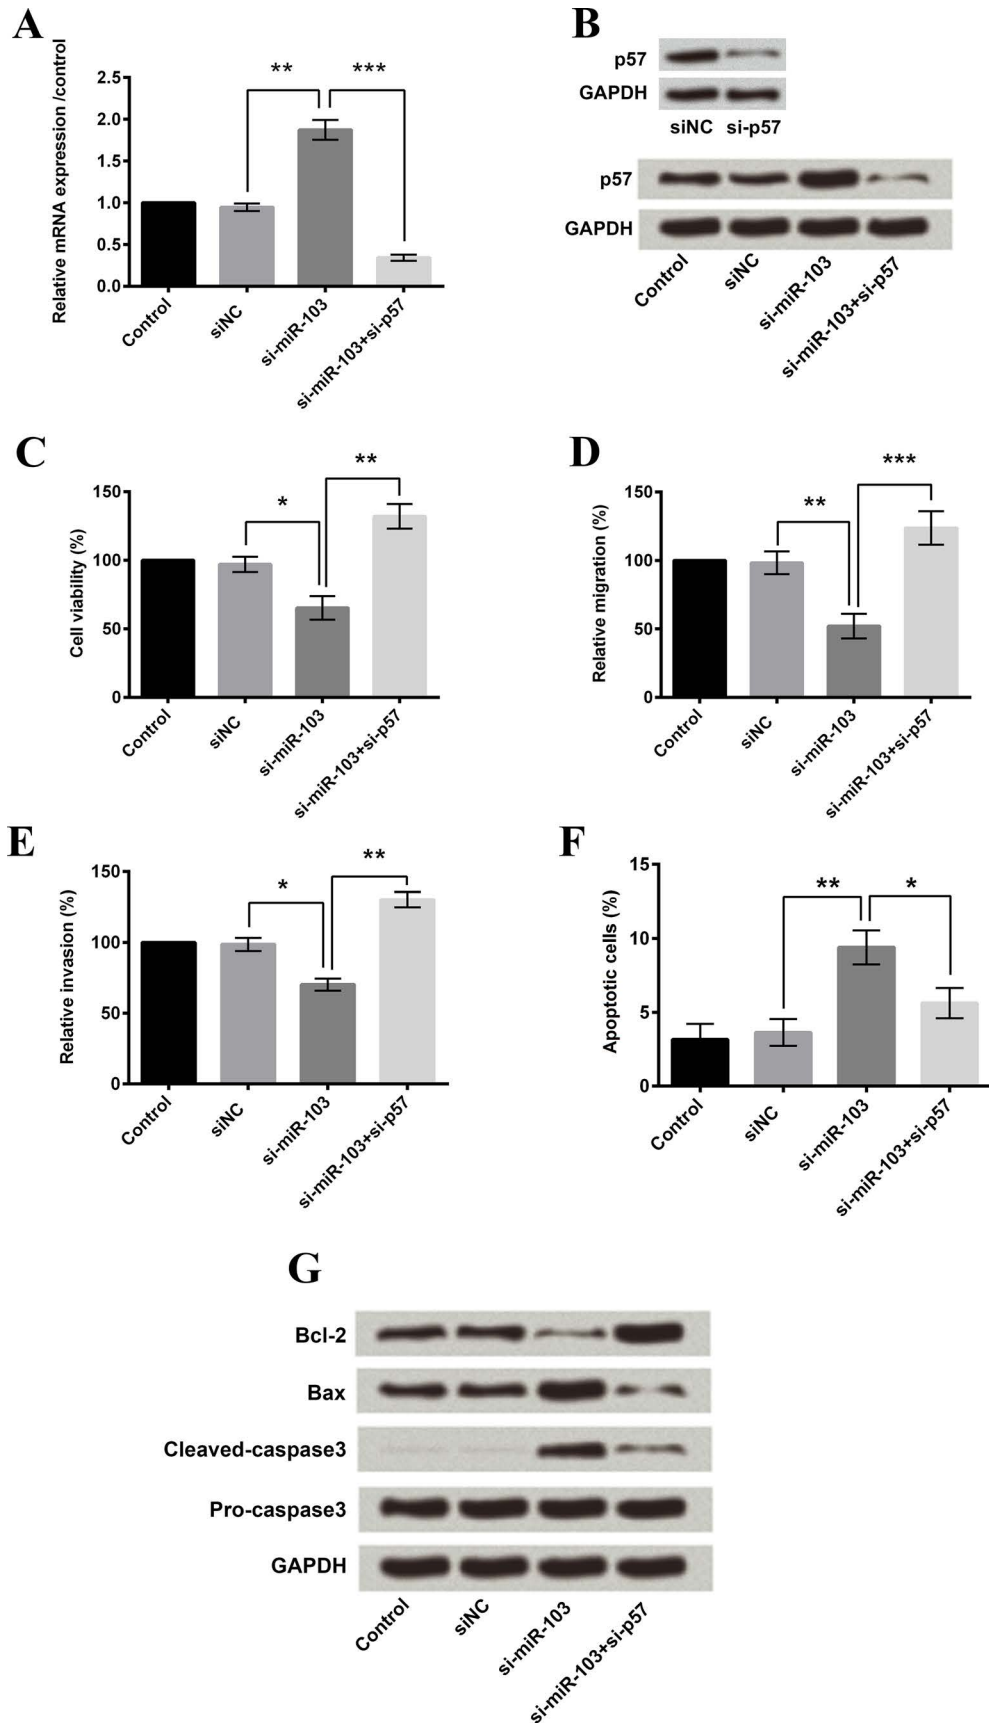 A
Relative mRNA expression /control
** ***
2.5
2.0
1.5
1.0
0.5
0.0
Control
siNC
si-miR-103
si-miR-103+si-p57
B
p57
GAPDH
siNC si-p57
p57
GAPDH
Control
siNC
si-miR-103
si-miR-103+si-p57
C
Cell viability (%)
* **
150
100
50
0
Control
siNC
si-miR-103
si-miR-103+si-p57
D
Relative migration (%)
** ***
150
100
50
0
Control
siNC
si-miR-103
si-miR-103+si-p57
E
Relative invasion (%)
* **
150
100
50
0
Control
siNC
si-miR-103
si-miR-103+si-p57
F
Apoptotic cells (%)
** *
15
10
5
0
Control
siNC
si-miR-103
si-miR-103+si-p57
G
Bcl-2
Bax
Cleaved-caspase3
Pro-caspase3
GAPDH
Control
siNC
si-miR-103
si-miR-103+si-p57